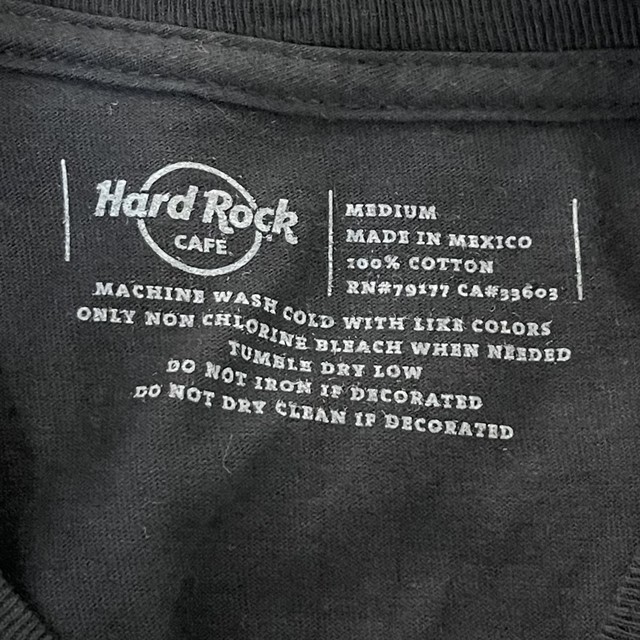 Hard Rock
CAFE
MEDIUM
MADE IN MEXICO
100% COTTON
RN#79177 CA#33603
MACHINE WASH COLD WITH LIKE COLORS
ONLY NON CHLORINE BLEACH WHEN NEEDED
TUMBLE DRY LOW
DO NOT IRON IF DECORATED
DO NOT DRY CLEAN IF DECORATED